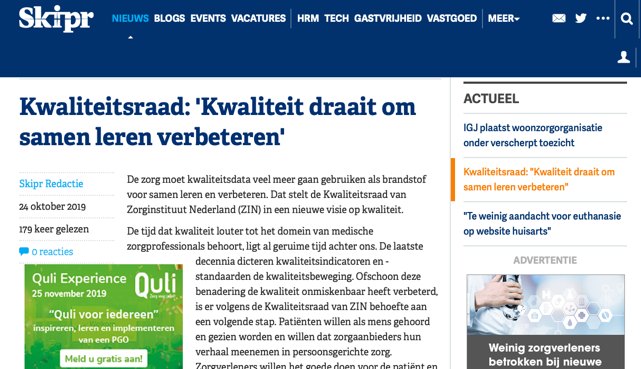 Skipr
NIEUWS BLOGS EVENTS VACATURES HRM TECH GASTVRIJHEID VASTGOED MEER
Kwaliteitsraad: 'Kwaliteit draait om
samen leren verbeteren'
Skipr Redactie
24 oktober 2019
179 keer gelezen
0 reacties
De zorg moet kwaliteitsdata veel meer gaan gebruiken als brandstof
voor samen leren en verbeteren. Dat stelt de Kwaliteitsraad van
Zorginstituut Nederland (ZIN) in een nieuwe visie op kwaliteit.
De tijd dat kwaliteit louter tot het domein van medische
zorgprofessionals behoort, ligt al geruime tijd achter ons. De laatste
decennia dicteren kwaliteitsindicatoren en -
standaarden de kwaliteitsbeweging. Ofschoon deze
benadering de kwaliteit onmiskenbaar heeft verbeterd,
is er volgens de Kwaliteitsraad van ZIN behoefte aan
een volgende stap. Patiënten willen als mens gehoord
en gezien worden en willen dat zorgaanbieders hun
verhaal meenemen in persoonsgerichte zorg.
Zorgverleners willen het goede doen voor de patiënt en
Quli Experience
25 november 2019
Quli
"Quli voor iedereen"
inspireren, leren en implementeren
van een PGO
Meld u gratis aan!
ACTUEEL
IGJ plaatst woonzorgorganisatie
onder verscherpt toezicht
Kwaliteitsraad: "Kwaliteit draait om
samen leren verbeteren"
"Te weinig aandacht voor euthanasie
op website huisarts"
ADVERTENTIE
Weinig zorgverleners
betrokken bij nieuwe